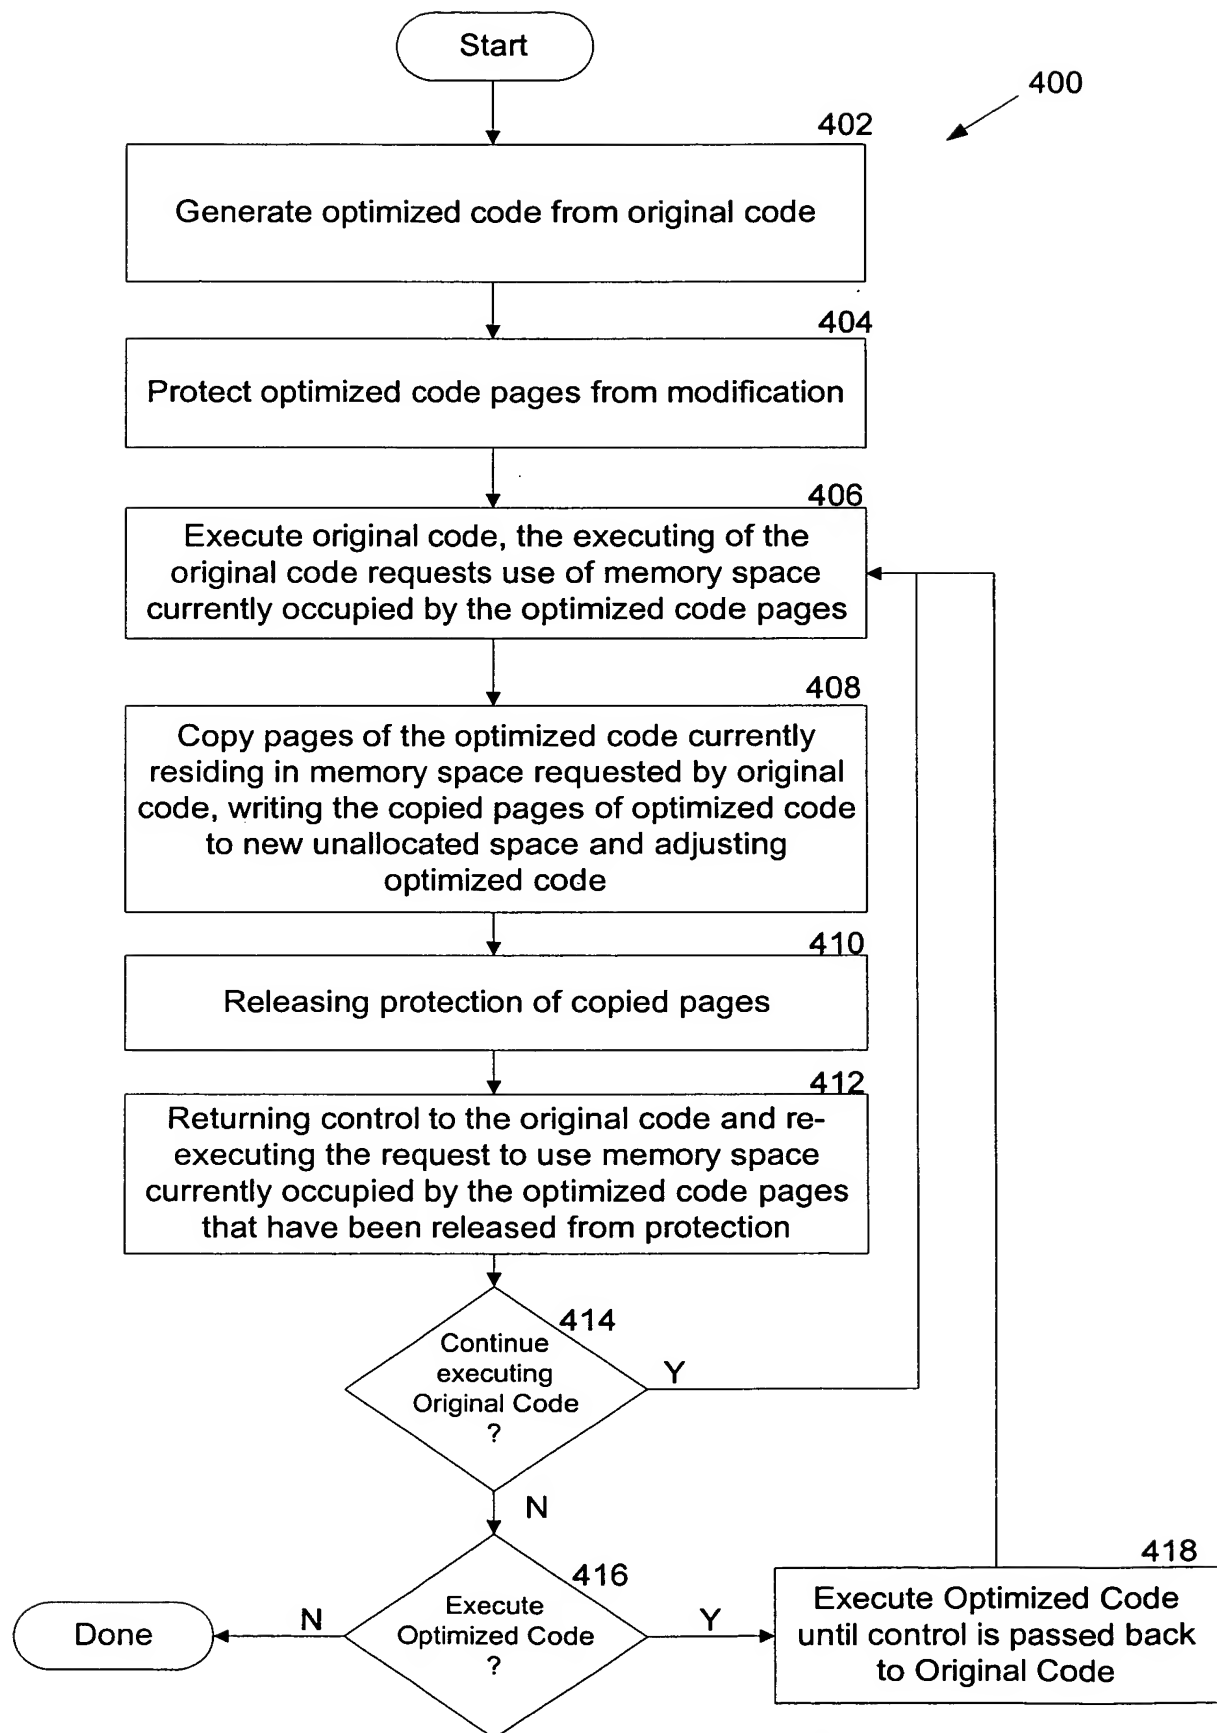 Start
400
402
Generate optimized code from original code
404
Protect optimized code pages from modification
406
Execute original code, the executing of the
original code requests use of memory space
currently occupied by the optimized code pages
408
Copy pages of the optimized code currently
residing in memory space requested by original
code, writing the copied pages of optimized code
to new unallocated space and adjusting
optimized code
410
Releasing protection of copied pages
412
Returning control to the original code and re-
executing the request to use memory space
currently occupied by the optimized code pages
that have been released from protection
414
Continue
executing
Original Code
?
Y
N
416
Execute
Optimized Code
?
N
Done
Y
418
Execute Optimized Code
until control is passed back
to Original Code